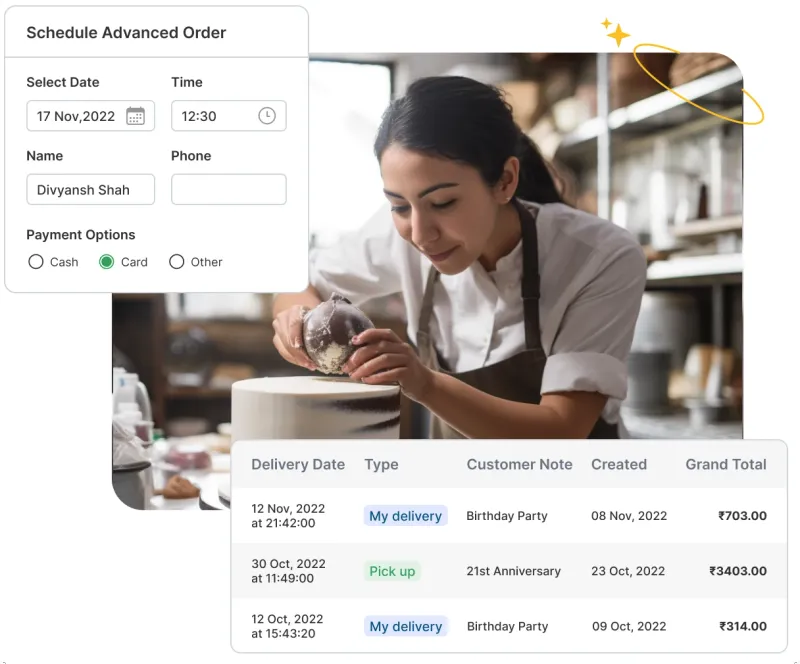 Schedule Advanced Order
Select Date Time
17 Nov,2022 12:30
Name Phone
Divyansh Shah
Payment Options
Cash Card Other
Delivery Date Type Customer Note Created Grand Total
12 Nov, 2022
at 21:42:00 My delivery Birthday Party 08 Nov, 2022 ₹703.00
30 Oct, 2022
at 11:49:00 Pick up 21st Anniversary 23 Oct, 2022 ₹3403.00
12 Oct, 2022
at 15:43:20 My delivery Birthday Party 09 Oct, 2022 ₹314.00